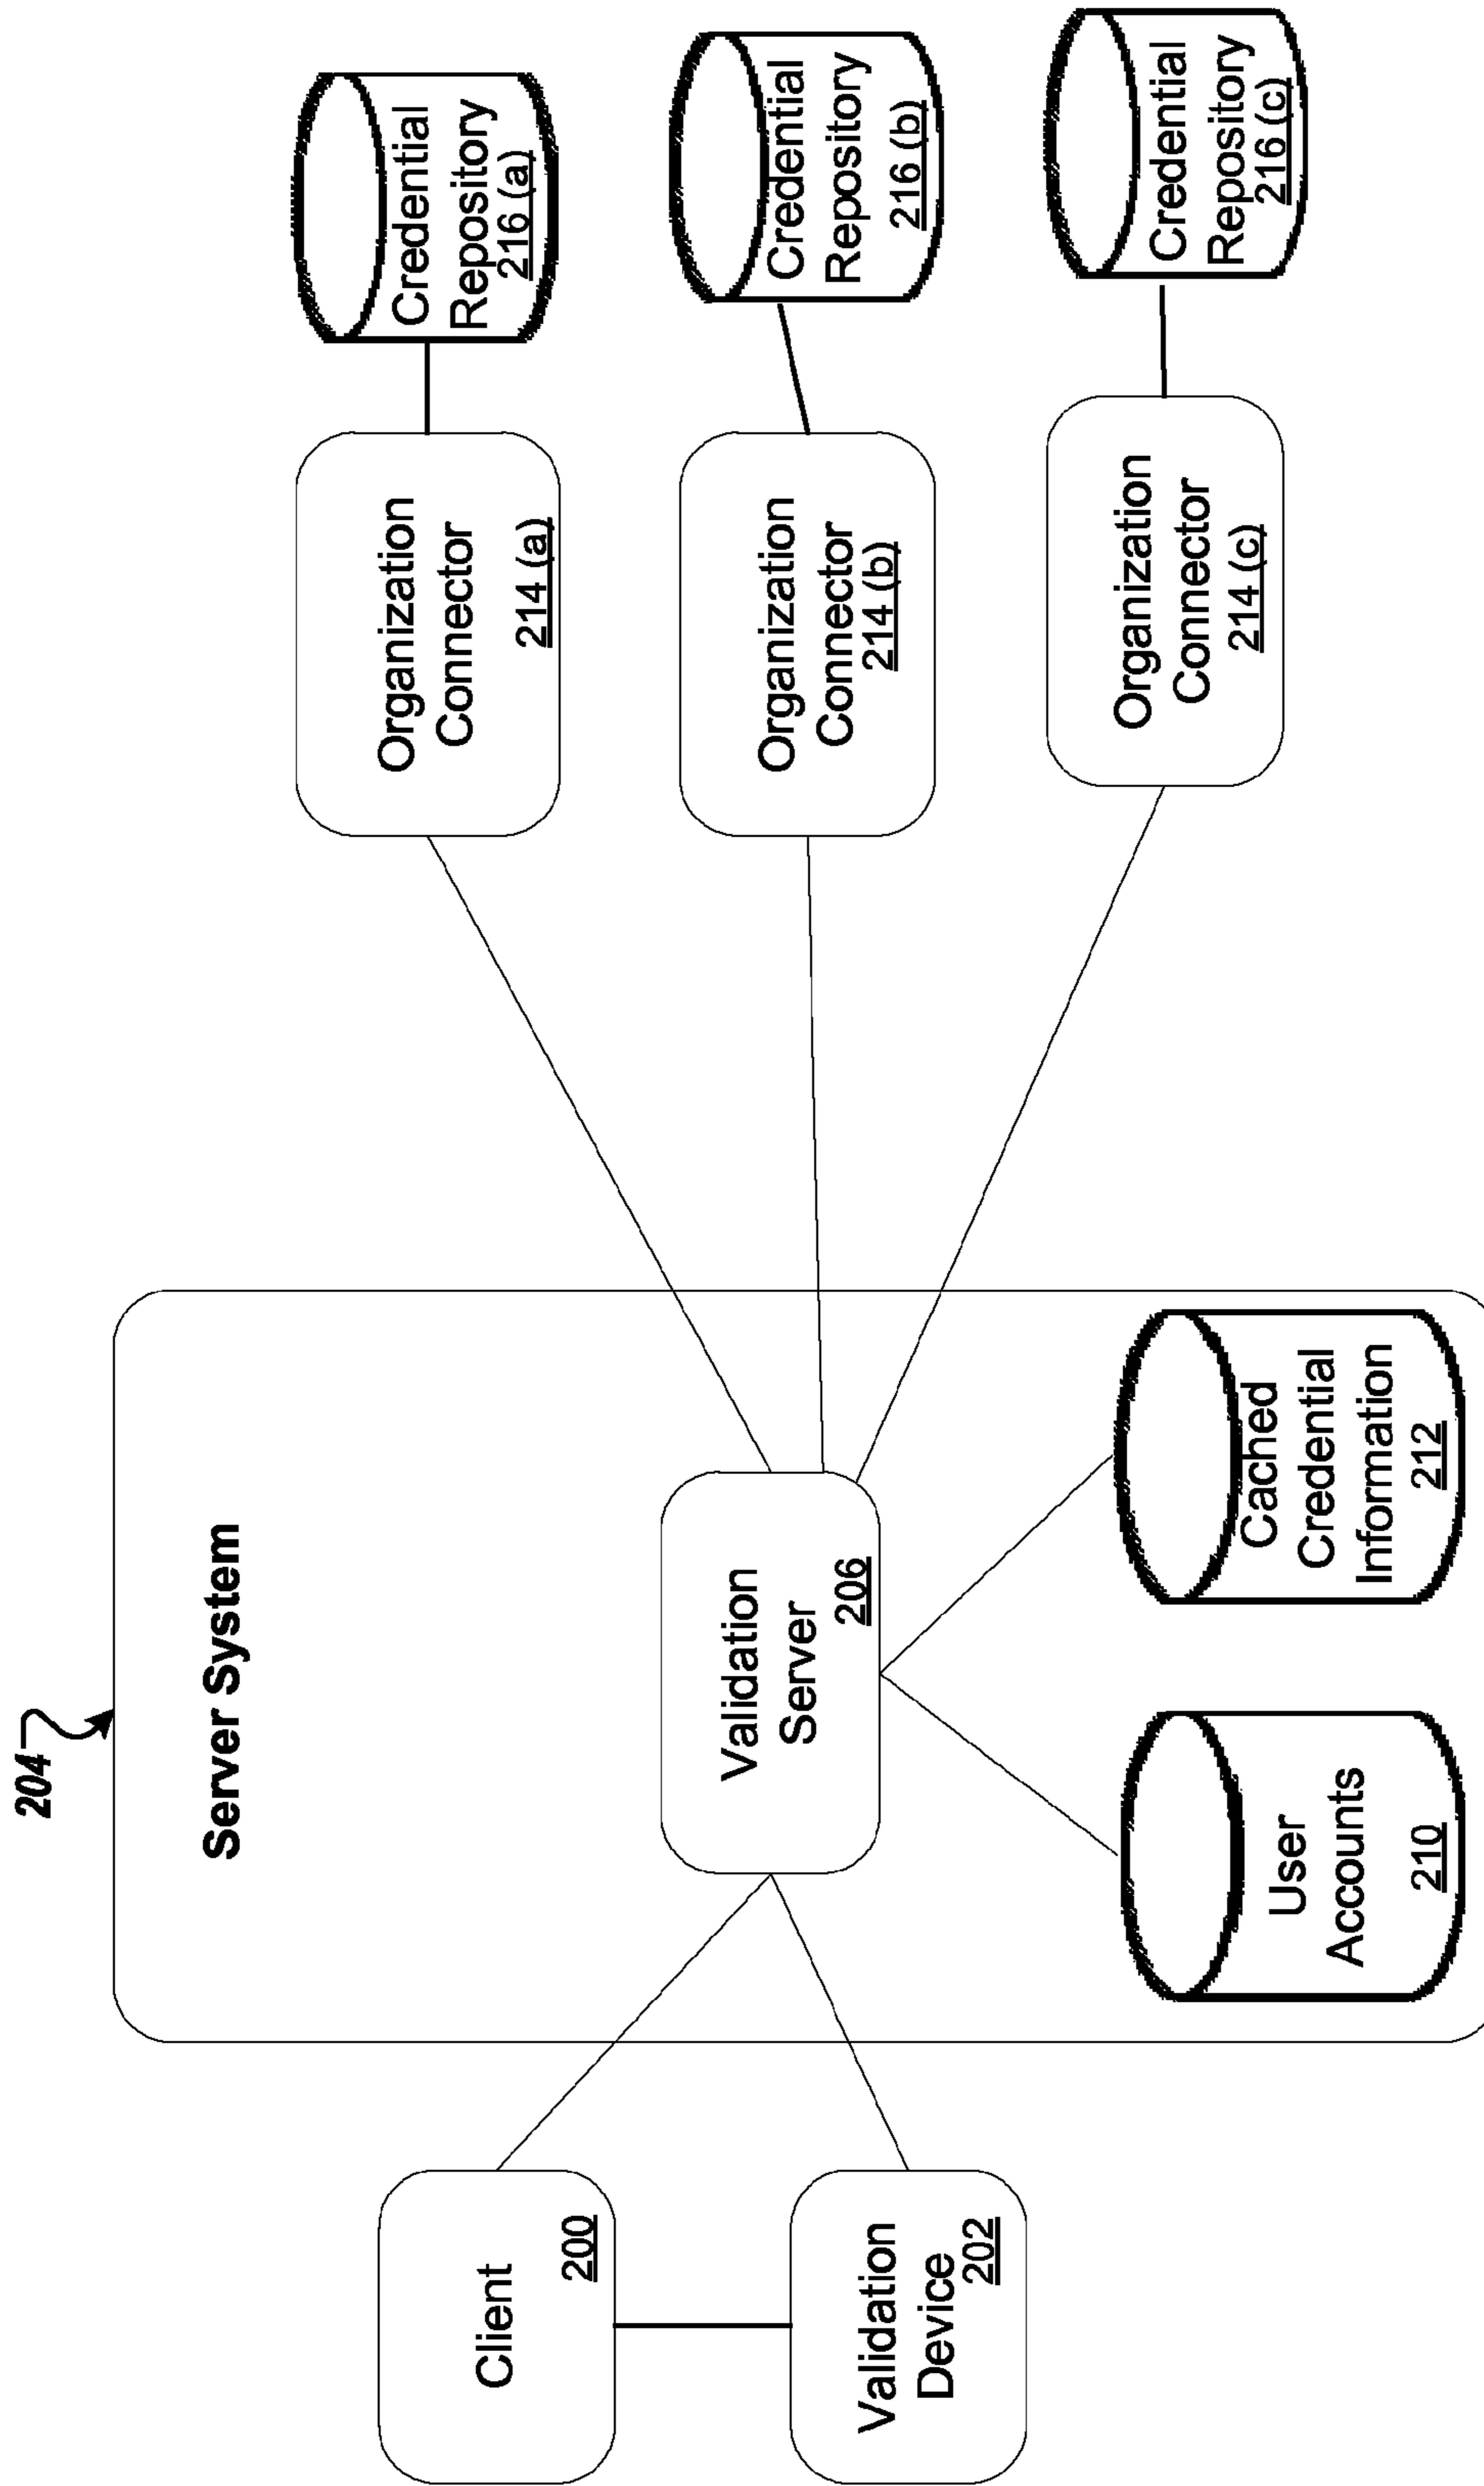 204
Server System
Client
200
Validation
Device
202
Validation
Server
206
User
Accounts
210
Cached
Credential
Information
212
Organization
Connector
214 (a)
Credential
Repository
216 (a)
Organization
Connector
214 (b)
Credential
Repository
216 (b)
Organization
Connector
214 (c)
Credential
Repository
216 (c)